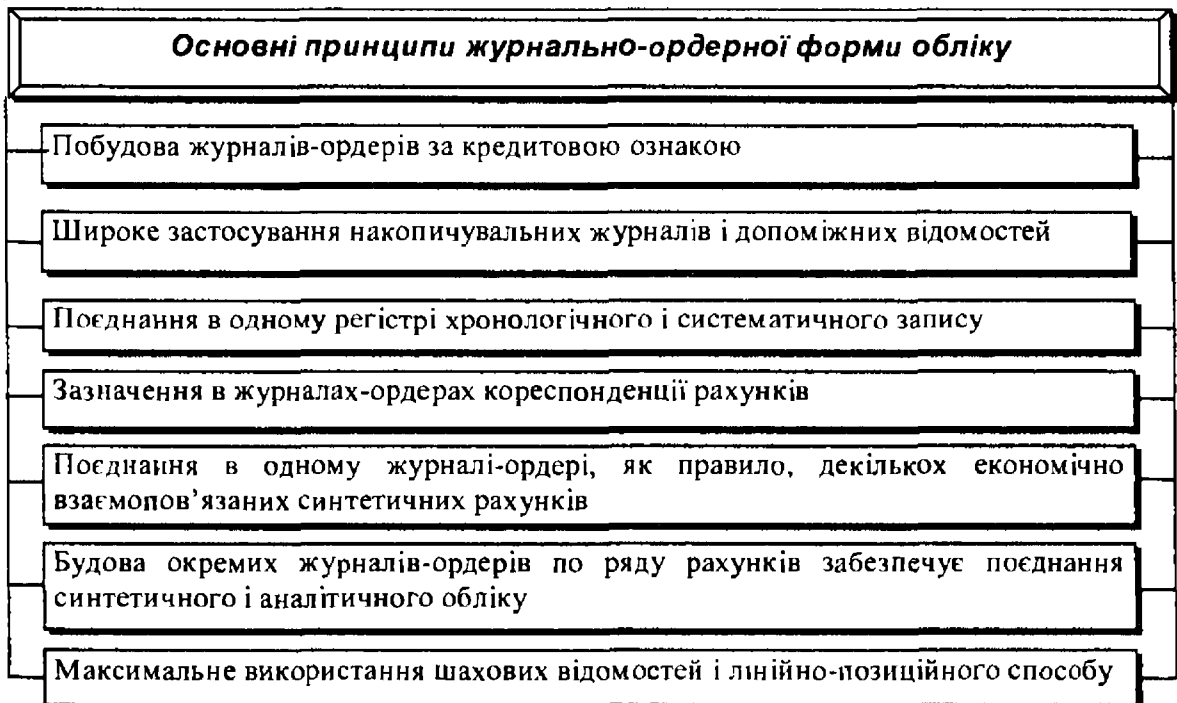 Основні принципи журнально-ордерної форми обліку
Побудова журналів-ордерів за кредитовою ознакою
Широке застосування накопичувальних журналів і допоміжних відомостей
Поєднання в одному регістрі хронологічного і систематичного запису
Зазначення в журналах-ордерах кореспонденції рахунків
Поєднання в одному журналі-ордері, як правило, декількох економічно
взаємопов’язаних синтетичних рахунків
Будова окремих журналів-ордерів по ряду рахунків забезпечує поєднання
синтетичного і аналітичного обліку
Максимальне використання шахових відомостей і лінійно-позиційного способу